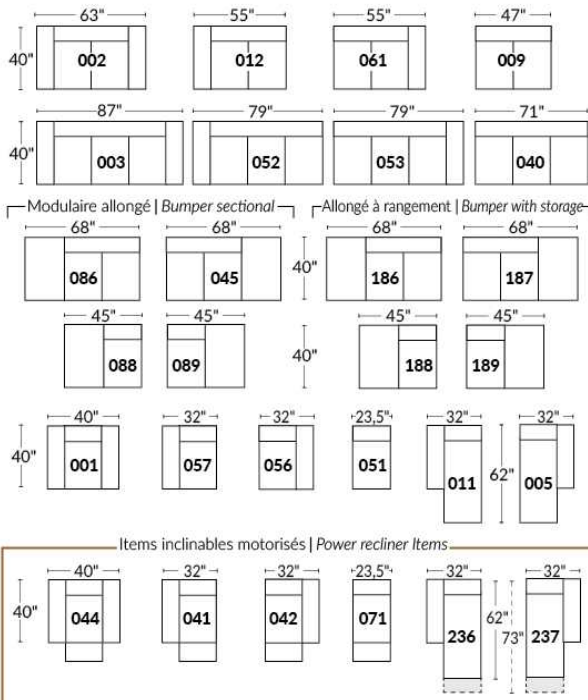 63" 55" 55" 47"
40" 002 012 061 009
87" 79" 79" 71"
40" 003 052 053 040
Modulaire allongé | Bumper sectional Allongé à rangement | Bumper with storage
68" 68" 68" 68"
086 045 40" 186 187
45" 45" 45" 45"
088 089 40" 188 189
40" 32" 32" 23,5" 32" 32"
40" 001 057 056 051 011 62" 005
Items inclinables motorisés | Power recliner Items
40" 32" 32" 23,5" 32" 32"
40" 044 041 042 071 236 62" 73" 237